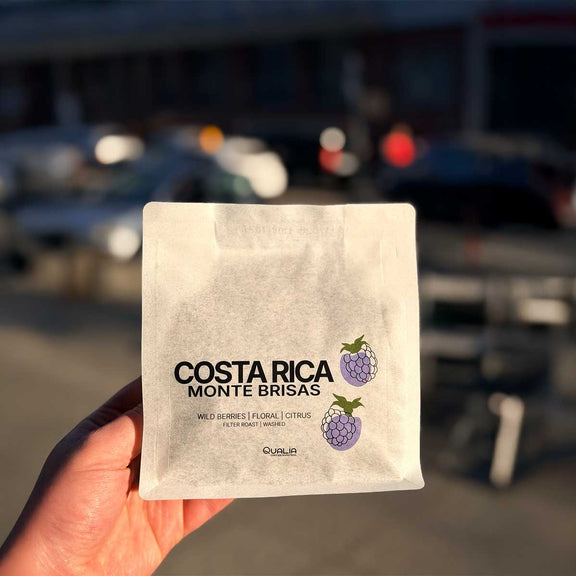 COSTA RICA
MONTE BRISAS
WILD BERRIES | FLORAL | CITRUS
FILTER ROAST | WASHED
QUALIA